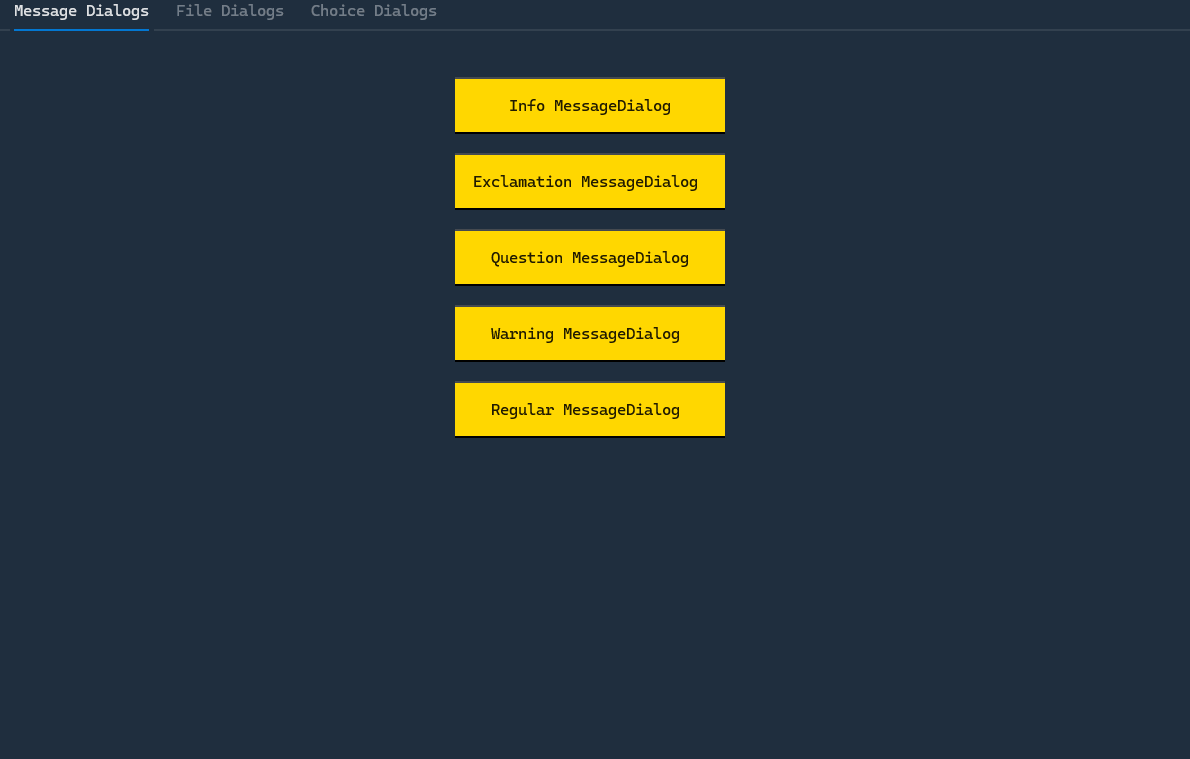 Message Dialogs File Dialogs Choice Dialogs
Info MessageDialog
Exclamation MessageDialog
Question MessageDialog
Warning MessageDialog
Regular MessageDialog